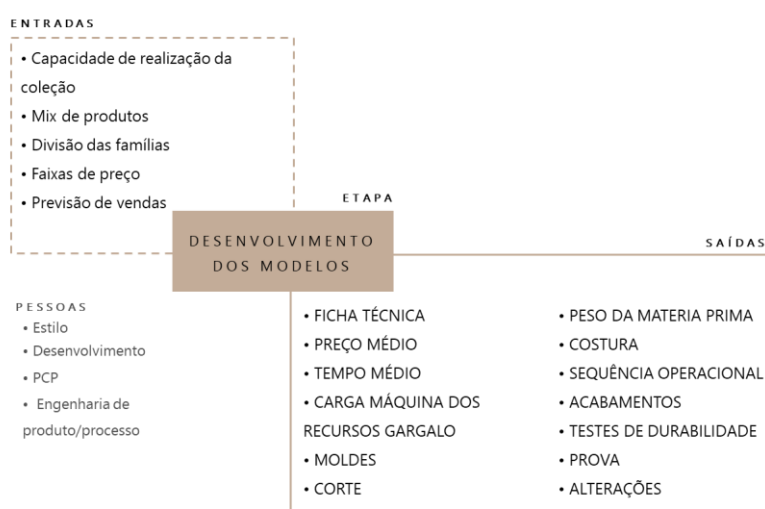 ENTRADAS
• Capacidade de realização da
coleção
• Mix de produtos
• Divisão das famílias
• Faixas de preço
• Previsão de vendas
ETAPA
DESENVOLVIMENTO
DOS MODELOS
SAÍDAS
PESSOAS
• Estilo
• Desenvolvimento
• PCP
• Engenharia de
produto/processo
• FICHA TÉCNICA
• PREÇO MÉDIO
• TEMPO MÉDIO
• CARGA MÁQUINA DOS
RECURSOS GARGALO
• MOLDES
• CORTE
• PESO DA MATERIA PRIMA
• COSTURA
• SEQUÊNCIA OPERACIONAL
• ACABAMENTOS
• TESTES DE DURABILIDADE
• PROVA
• ALTERAÇÕES